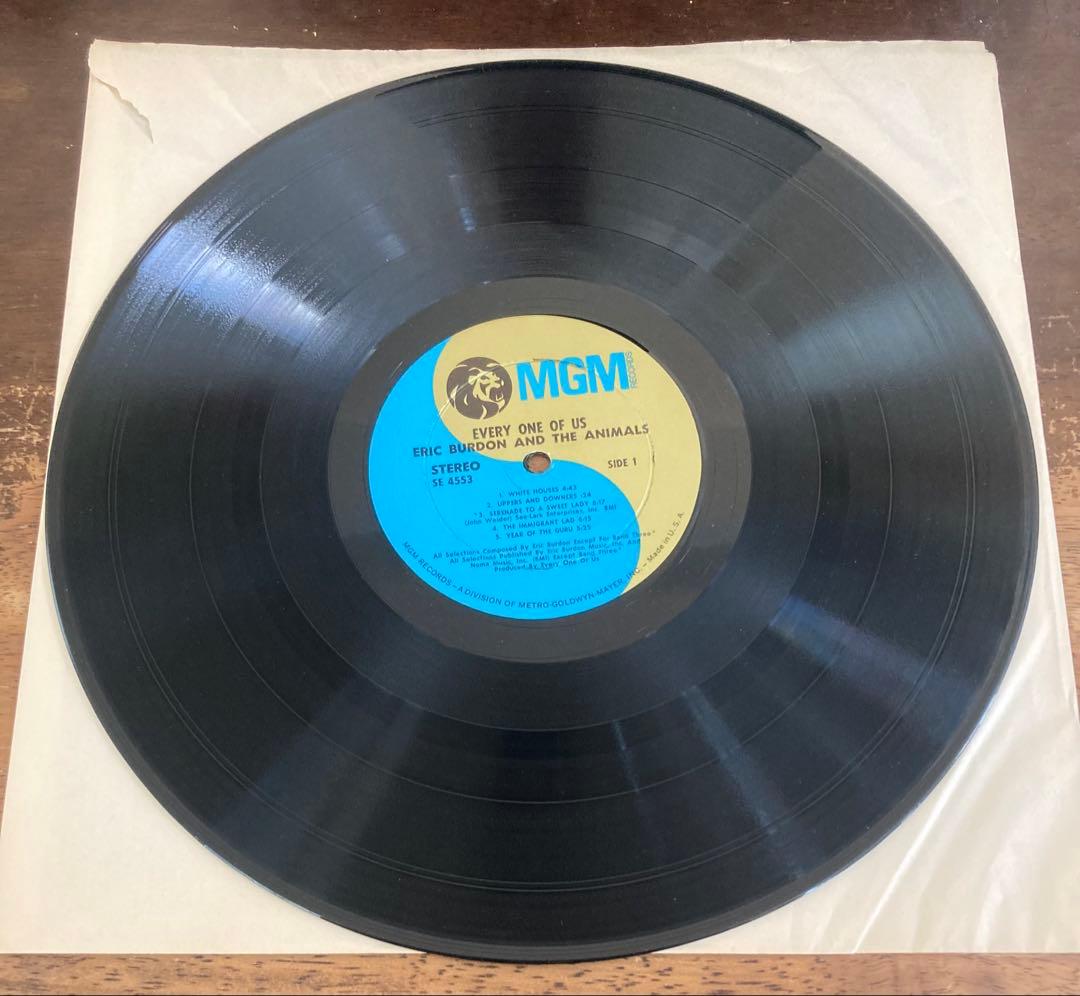 MGM RECORDS
EVERY ONE OF US
ERIC BURDON AND THE ANIMALS
STEREO
SE 4553
SIDE 1
1. WHITE HOUSES 4:43
2. UPPERS AND DOWNERS :24
*3. SERENADE TO A SWEET LADY 6:17
(John Weider) Sea-Lark Enterprises, Inc. BMI
4. THE IMMIGRANT LAD 6:15
5. YEAR OF THE GURU 5:25
All Selections Composed By Eric Burdon Except For Band Three*
All Selections Published By Eric Burdon Music, Inc. And
Noma Music, Inc. (BMI) Except Band Three*
Produced By Every One Of Us
MGM RECORDS – A DIVISION OF METRO-GOLDWYN-MAYER, INC. – Made in U.S.A.